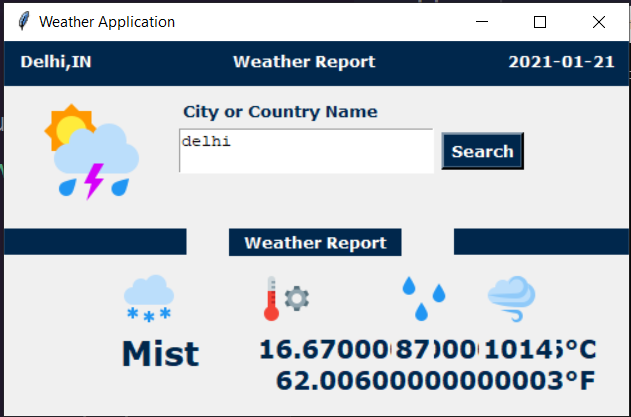 Weather Application
Delhi,IN Weather Report 2021-01-21
City or Country Name
delhi
Search
Weather Report
Mist 16.67000 87 00 1014 °C
62.00600000000003°F